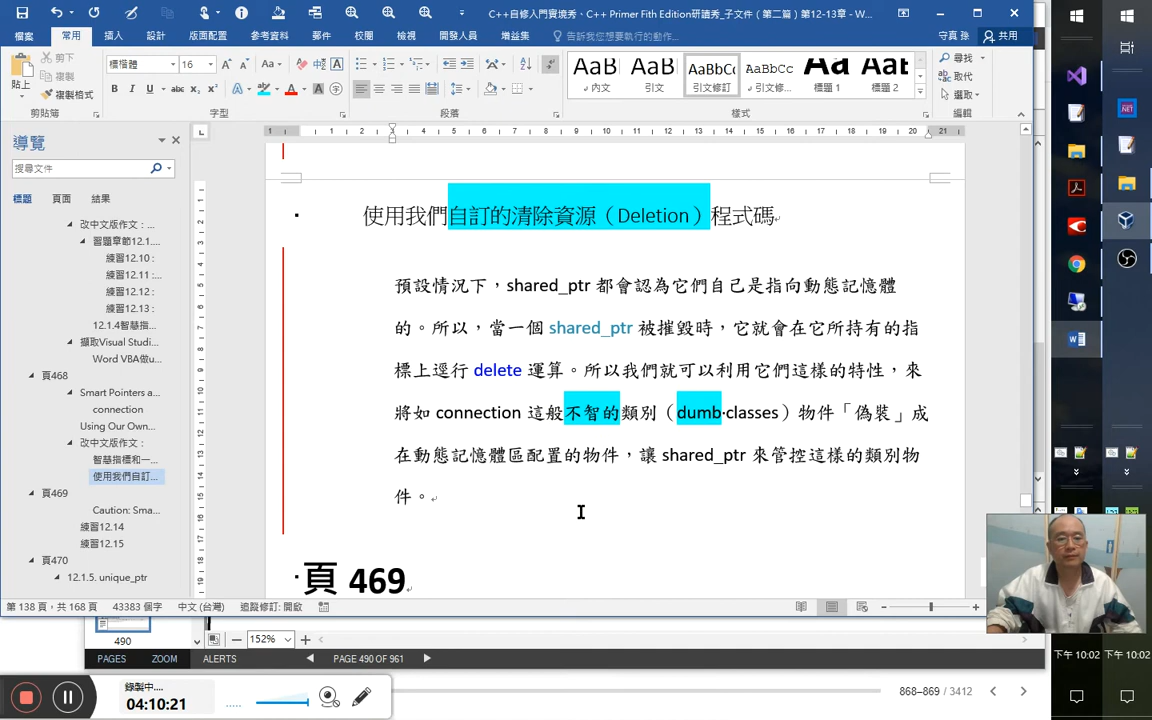 C++自修入門實境秀、C++ Primer Fith Edition研讀秀_子文件（第二篇）第12-13章 - W...
檔案 常用 插入 設計 版面配置 參考資料 郵件 校閱 檢視 開發人員 增益集 告訴我您想要執行的動作... 守真 孫 共用
貼上 剪下 複製 複製格式 剪貼簿
標楷體 16 字型
段落
AaBbC AaBbC AaBbCc AaBbCc AaBb AaBb
內文 引文 引文修訂 引文修... 標題 1 標題 2
樣式
尋找 取代 選取 編輯
導覽
搜尋文件
標題 頁面 結果
改中文版作文：...
習題章節12.1...
練習12.10：
練習12.11：...
練習12.12：
練習12.13：
12.1.4智慧指...
擷取Visual Studi...
Word VBA做u...
頁468
Smart Pointers a...
connection
Using Our Own...
改中文版作文：
智慧指標和一...
使用我們自訂...
頁469
Caution: Sma...
練習12.14
練習12.15
頁470
12.1.5. unique_ptr
使用我們自訂的清除資源（Deletion）程式碼
預設情況下，shared_ptr 都會認為它們自己是指向動態記憶體
的。所以，當一個 shared_ptr 被摧毀時，它就會在它所持有的指
標上逕行 delete 運算。所以我們就可以利用它們這樣的特性，來
將如 connection 這般不智的類別（dumb·classes）物件「偽裝」成
在動態記憶體區配置的物件，讓 shared_ptr 來管控這樣的類別物
件。
頁 469
第 138 頁，共 168 頁 43383 個字 中文 (台灣) 追蹤修訂: 開啟
490
152%
PAGES ZOOM ALERTS PAGE 490 OF 961
錄製中...
04:10:21
868–869 / 3412
下午 10:02 下午 10:02